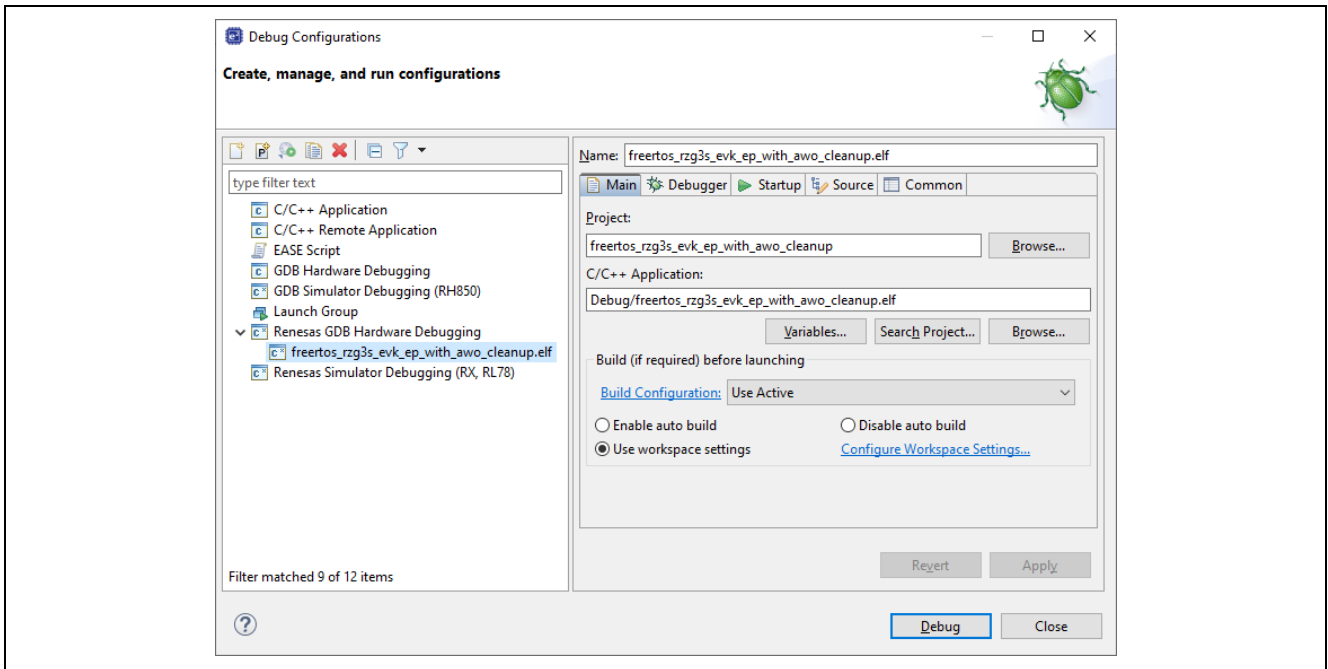 Debug Configurations
Create, manage, and run configurations
type filter text
C/C++ Application
C/C++ Remote Application
EASE Script
GDB Hardware Debugging
GDB Simulator Debugging (RH850)
Launch Group
Renesas GDB Hardware Debugging
freertos_rzg3s_evk_ep_with_awo_cleanup.elf
Renesas Simulator Debugging (RX, RL78)
Filter matched 9 of 12 items
Name: freertos_rzg3s_evk_ep_with_awo_cleanup.elf
Main Debugger Startup Source Common
Project:
freertos_rzg3s_evk_ep_with_awo_cleanup Browse...
C/C++ Application:
Debug/freertos_rzg3s_evk_ep_with_awo_cleanup.elf
Variables... Search Project... Browse...
Build (if required) before launching
Build Configuration: Use Active
Enable auto build Disable auto build
Use workspace settings Configure Workspace Settings...
Revert Apply
Debug Close